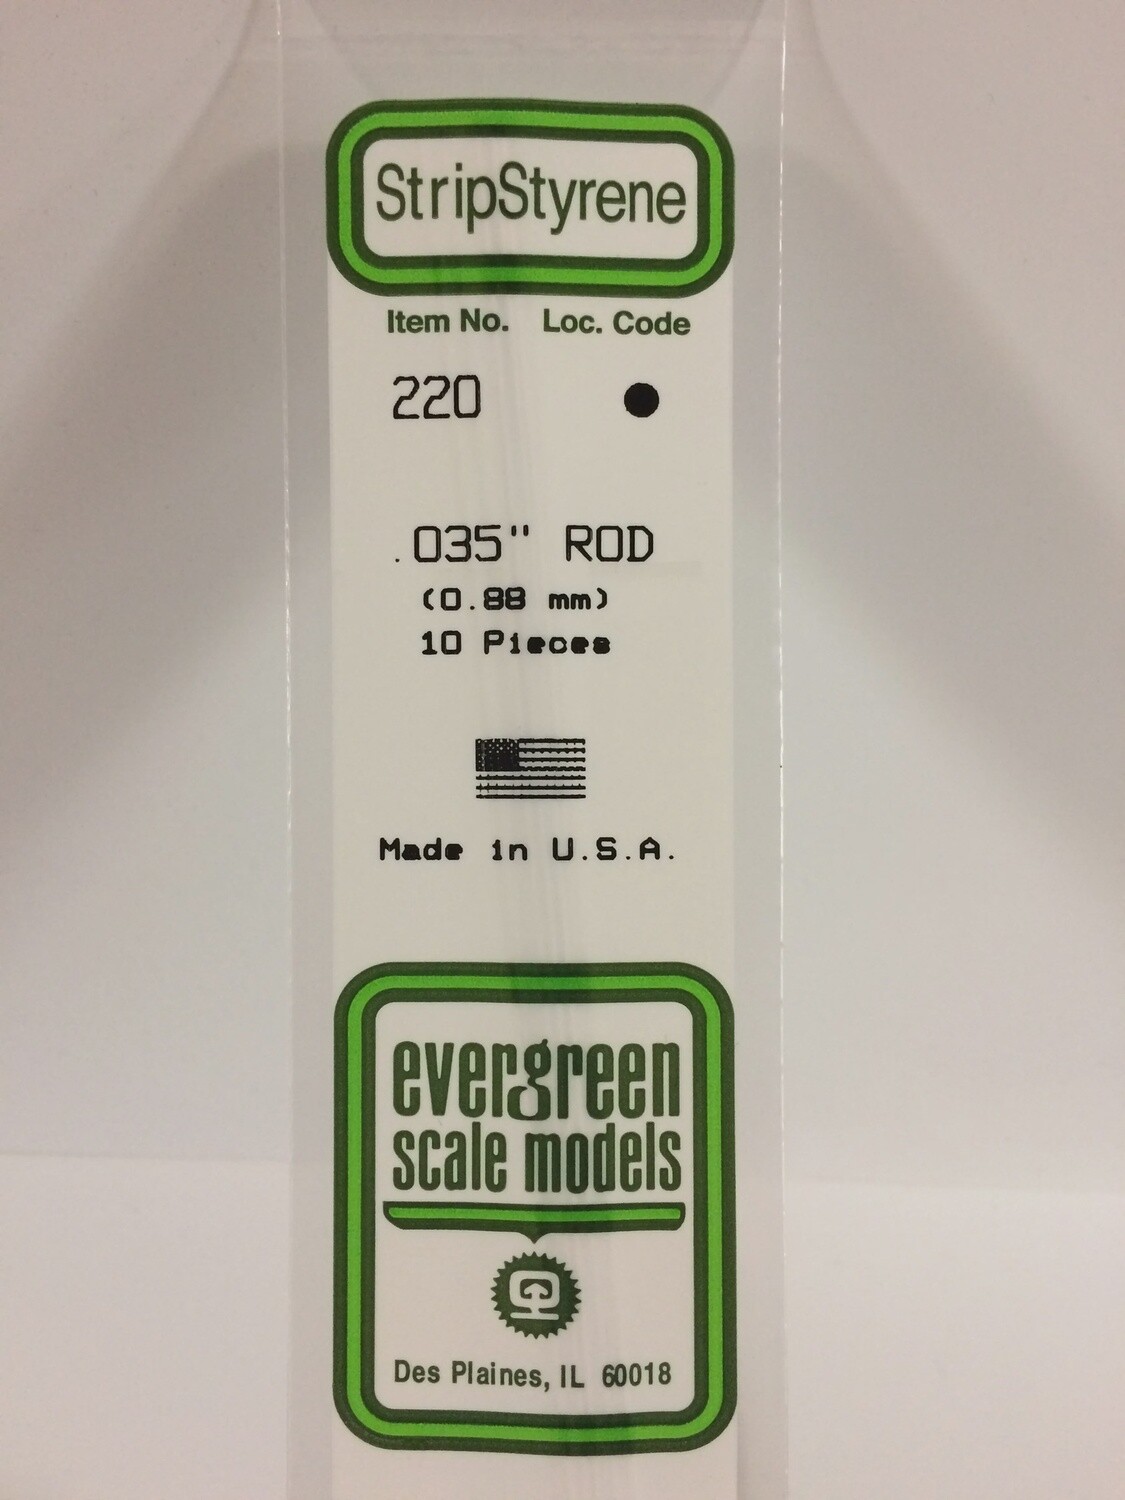 StripStyrene
Item No. Loc. Code
220 ●
.035" ROD
(0.88 mm)
10 Pieces
Made in U.S.A.
evergreen
scale models
Des Plaines, IL 60018